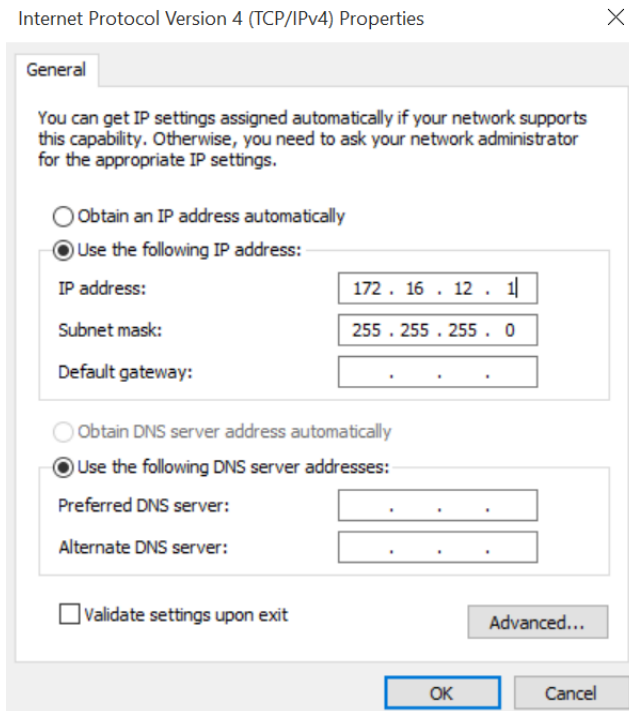 Internet Protocol Version 4 (TCP/IPv4) Properties
General
You can get IP settings assigned automatically if your network supports
this capability. Otherwise, you need to ask your network administrator
for the appropriate IP settings.
Obtain an IP address automatically
Use the following IP address:
IP address: 172 . 16 . 12 . 1
Subnet mask: 255 . 255 . 255 . 0
Default gateway: . . .
Obtain DNS server address automatically
Use the following DNS server addresses:
Preferred DNS server: . . .
Alternate DNS server: . . .
Validate settings upon exit
Advanced...
OK Cancel